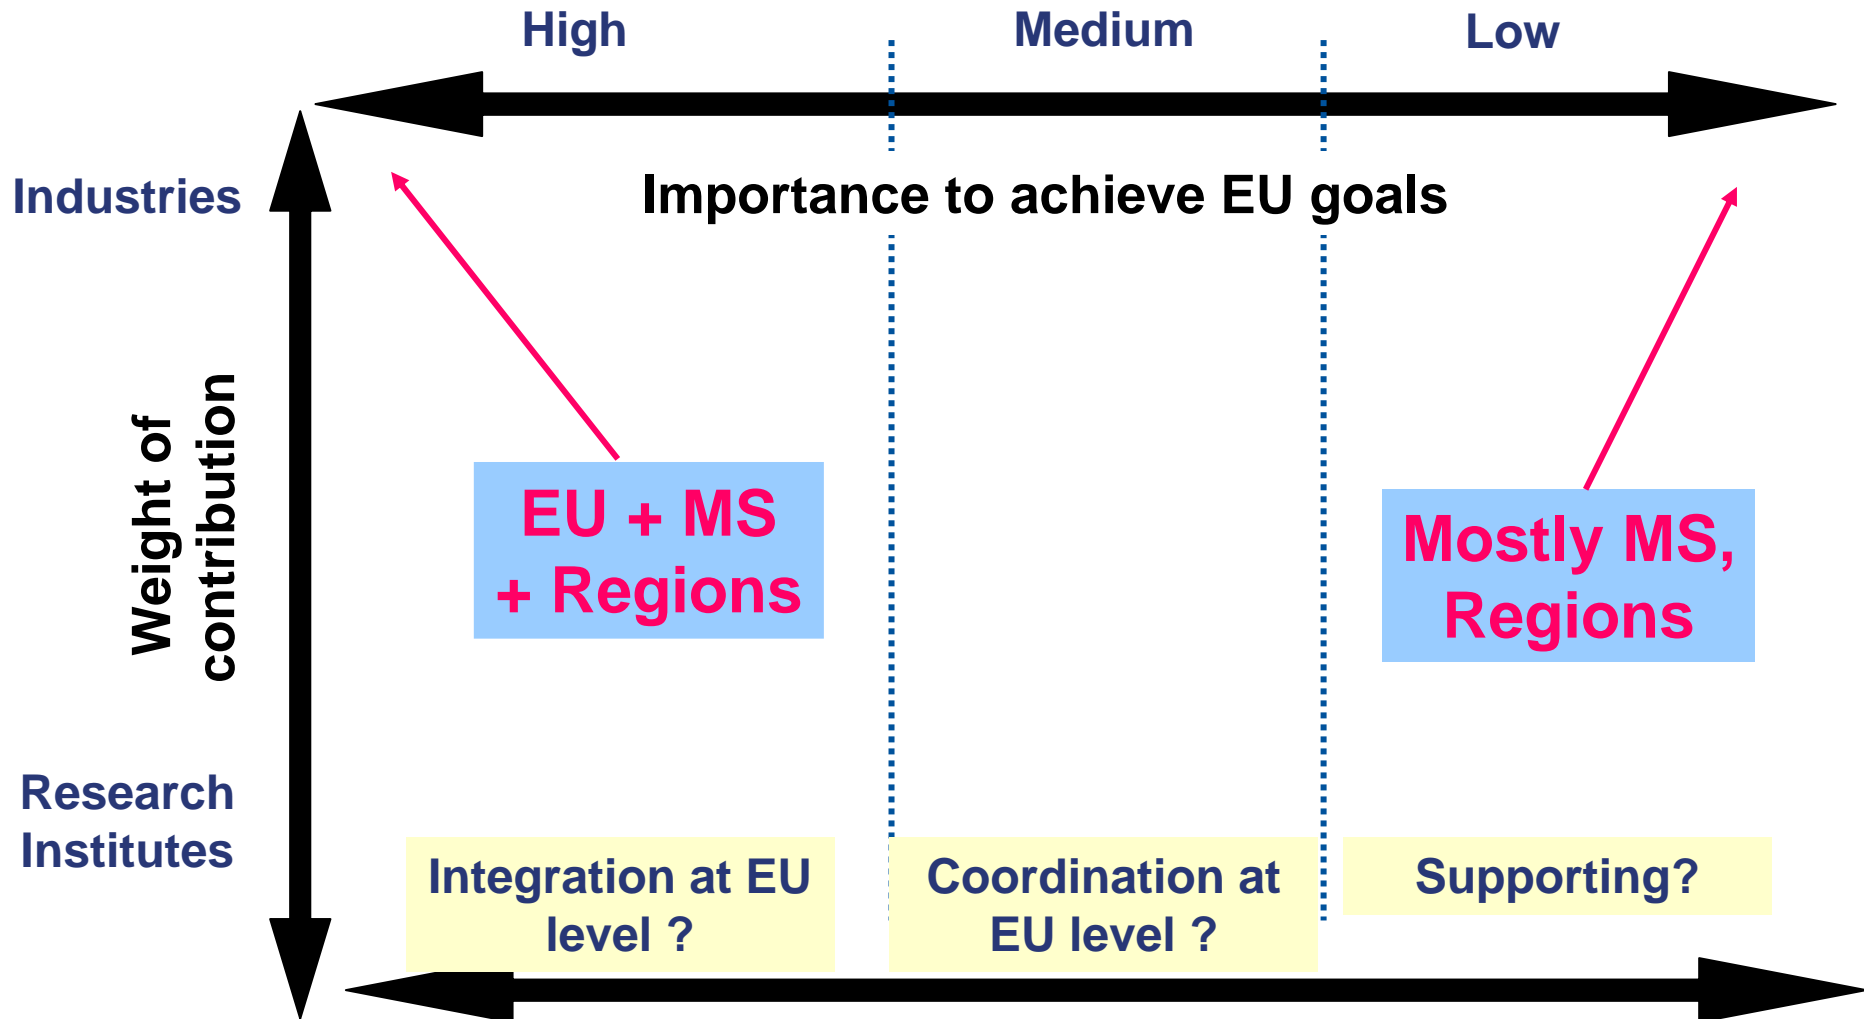 High
Medium
Low
Industries
Importance to achieve EU goals
Weight of
contribution
EU + MS
+ Regions
Mostly MS,
Regions
Research
Institutes
Integration at EU
level ?
Coordination at
EU level ?
Supporting?